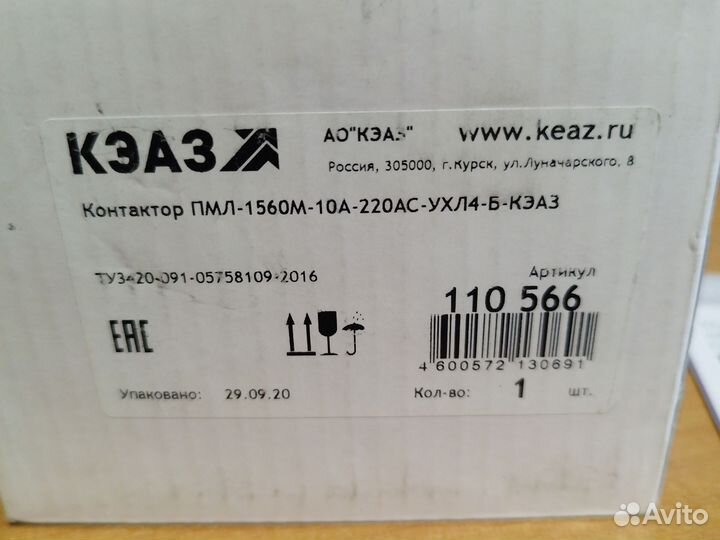 КЭАЗ
АО"КЭАЗ" www.keaz.ru
Россия, 305000, г.Курск, ул.Луначарского, 8
Контактор ПМЛ-1560М-10А-220АС-УХЛ4-Б-КЭАЗ
ТУ3420-091-05758109-2016
Артикул
110 566
EAC
4 600572 130691
Упаковано: 29.09.20
Кол-во: 1 шт.
Avito